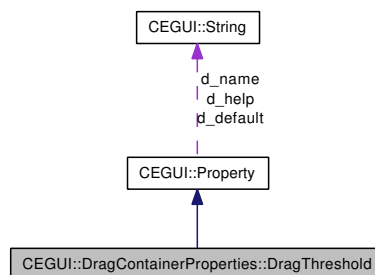 CEGUI::String
d_name
d_help
d_default
CEGUI::Property
CEGUI::DragContainerProperties::DragThreshold